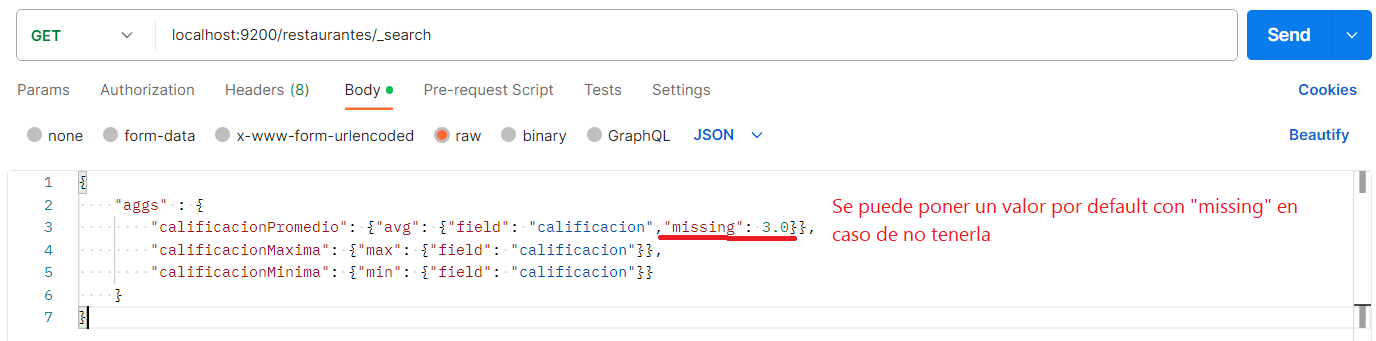 GET localhost:9200/restaurantes/_search Send
Params Authorization Headers (8) Body Pre-request Script Tests Settings Cookies
none form-data x-www-form-urlencoded raw binary GraphQL JSON Beautify
1 {
2 "aggs" : {
3 "calificacionPromedio": {"avg": {"field": "calificacion","missing": 3.0}},
4 "calificacionMaxima": {"max": {"field": "calificacion"}},
5 "calificacionMinima": {"min": {"field": "calificacion"}}
6 }
7 }
Se puede poner un valor por default con "missing" en
caso de no tenerla